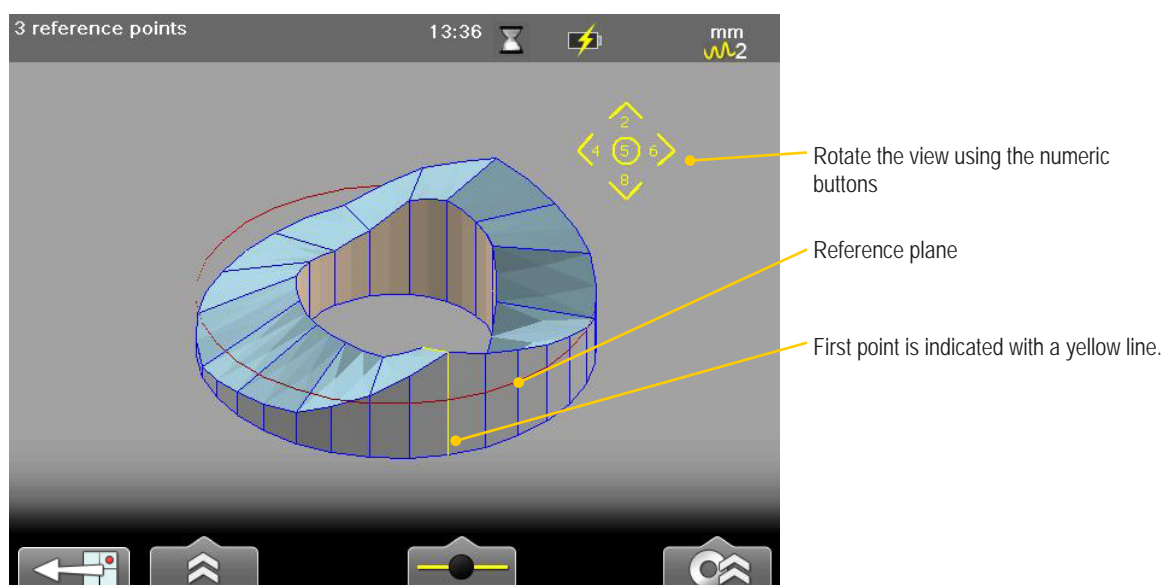 3 reference points
13:36
mm
2
2
4 5 6
8
Rotate the view using the numeric
buttons
Reference plane
First point is indicated with a yellow line.